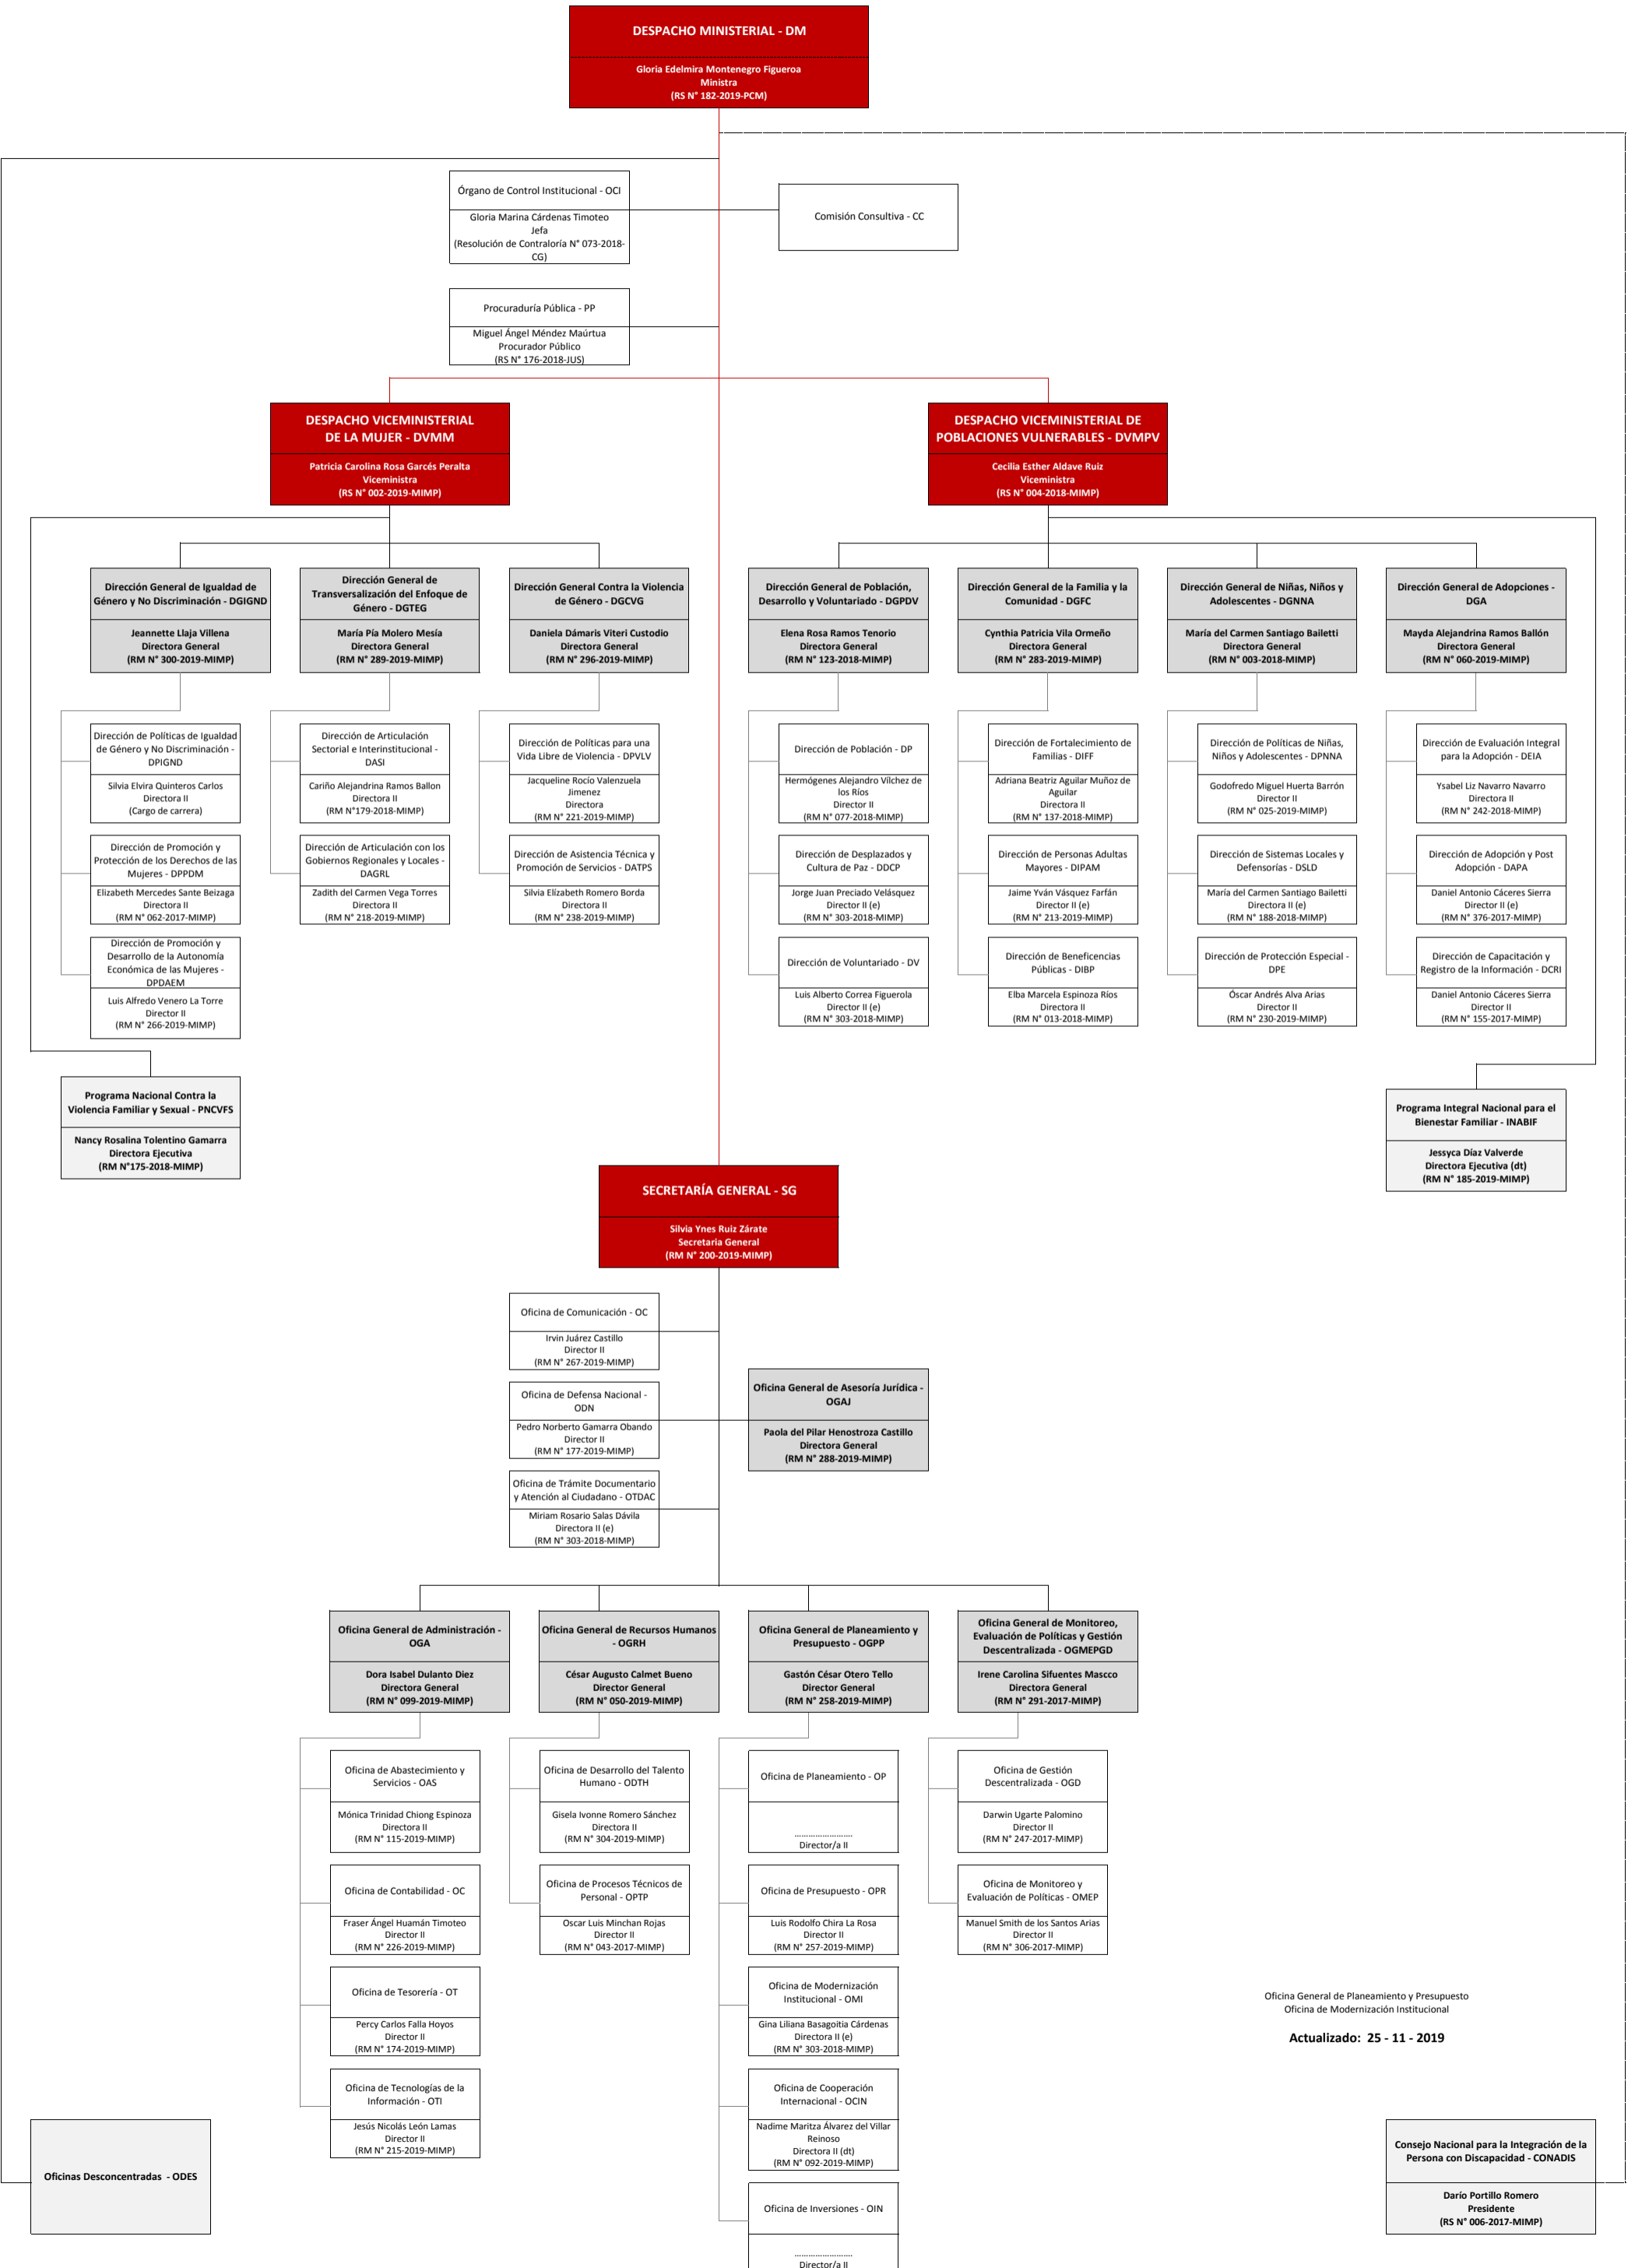 DESPACHO MINISTERIAL - DM
Gloria Edelmira Montenegro Figueroa
Ministra
(RS N° 182-2019-PCM)
Órgano de Control Institucional - OCI
Gloria Marina Cárdenas Timoteo
Jefa
(Resolución de Contraloría N° 073-2018-
CG)
Comisión Consultiva - CC
Procuraduría Pública - PP
Miguel Ángel Méndez Maúrtua
Procurador Público
(RS N° 176-2018-JUS)
DESPACHO VICEMINISTERIAL
DE LA MUJER - DVMM
Patricia Carolina Rosa Garcés Peralta
Viceministra
(RS N° 002-2019-MIMP)
DESPACHO VICEMINISTERIAL DE
POBLACIONES VULNERABLES - DVMPV
Cecilia Esther Aldave Ruiz
Viceministra
(RS N° 004-2018-MIMP)
Dirección General de Igualdad de
Género y No Discriminación - DGIGND
Jeannette Llaja Villena
Directora General
(RM N° 300-2019-MIMP)
Dirección General de
Transversalización del Enfoque de
Género - DGTEG
María Pía Molero Mesía
Directora General
(RM N° 289-2019-MIMP)
Dirección General Contra la Violencia
de Género - DGCVG
Daniela Dámaris Viteri Custodio
Directora General
(RM N° 296-2019-MIMP)
Dirección General de Población,
Desarrollo y Voluntariado - DGPDV
Elena Rosa Ramos Tenorio
Directora General
(RM N° 123-2018-MIMP)
Dirección General de la Familia y la
Comunidad - DGFC
Cynthia Patricia Vila Ormeño
Directora General
(RM N° 283-2019-MIMP)
Dirección General de Niñas, Niños y
Adolescentes - DGNNA
María del Carmen Santiago Bailetti
Directora General
(RM N° 003-2018-MIMP)
Dirección General de Adopciones -
DGA
Mayda Alejandrina Ramos Ballón
Directora General
(RM N° 060-2019-MIMP)
Dirección de Políticas de Igualdad
de Género y No Discriminación -
DPIGND
Silvia Elvira Quinteros Carlos
Directora II
(Cargo de carrera)
Dirección de Articulación
Sectorial e Interinstitucional -
DASI
Cariño Alejandrina Ramos Ballon
Directora II
(RM N°179-2018-MIMP)
Dirección de Políticas para una
Vida Libre de Violencia - DPVLV
Jacqueline Rocío Valenzuela
Jimenez
Directora
(RM N° 221-2019-MIMP)
Dirección de Población - DP
Hermógenes Alejandro Vílchez de
los Ríos
Director II
(RM N° 077-2018-MIMP)
Dirección de Fortalecimiento de
Familias - DIFF
Adriana Beatriz Aguilar Muñoz de
Aguilar
Directora II
(RM N° 137-2018-MIMP)
Dirección de Políticas de Niñas,
Niños y Adolescentes - DPNNA
Godofredo Miguel Huerta Barrón
Director II
(RM N° 025-2019-MIMP)
Dirección de Evaluación Integral
para la Adopción - DEIA
Ysabel Liz Navarro Navarro
Directora II
(RM N° 242-2018-MIMP)
Dirección de Promoción y
Protección de los Derechos de las
Mujeres - DPPDM
Elizabeth Mercedes Sante Beizaga
Directora II
(RM N° 062-2017-MIMP)
Dirección de Articulación con los
Gobiernos Regionales y Locales -
DAGRL
Zadith del Carmen Vega Torres
Directora II
(RM N° 218-2019-MIMP)
Dirección de Asistencia Técnica y
Promoción de Servicios - DATPS
Silvia Elízabeth Romero Borda
Directora II
(RM N° 238-2019-MIMP)
Dirección de Desplazados y
Cultura de Paz - DDCP
Jorge Juan Preciado Velásquez
Director II (e)
(RM N° 303-2018-MIMP)
Dirección de Personas Adultas
Mayores - DIPAM
Jaime Yván Vásquez Farfán
Director II (e)
(RM N° 213-2019-MIMP)
Dirección de Sistemas Locales y
Defensorías - DSLD
María del Carmen Santiago Bailetti
Directora II (e)
(RM N° 188-2018-MIMP)
Dirección de Adopción y Post
Adopción - DAPA
Daniel Antonio Cáceres Sierra
Director II (e)
(RM N° 376-2017-MIMP)
Dirección de Promoción y
Desarrollo de la Autonomía
Económica de las Mujeres -
DPDAEM
Luis Alfredo Venero La Torre
Director II
(RM N° 266-2019-MIMP)
Dirección de Voluntariado - DV
Luis Alberto Correa Figuerola
Director II (e)
(RM N° 303-2018-MIMP)
Dirección de Beneficencias
Públicas - DIBP
Elba Marcela Espinoza Ríos
Directora II
(RM N° 013-2018-MIMP)
Dirección de Protección Especial -
DPE
Óscar Andrés Alva Arias
Director II
(RM N° 230-2019-MIMP)
Dirección de Capacitación y
Registro de la Información - DCRI
Daniel Antonio Cáceres Sierra
Director II
(RM N° 155-2017-MIMP)
Programa Nacional Contra la
Violencia Familiar y Sexual - PNCVFS
Nancy Rosalina Tolentino Gamarra
Directora Ejecutiva
(RM N°175-2018-MIMP)
Programa Integral Nacional para el
Bienestar Familiar - INABIF
Jessyca Díaz Valverde
Directora Ejecutiva (dt)
(RM N° 185-2019-MIMP)
SECRETARÍA GENERAL - SG
Silvia Ynes Ruiz Zárate
Secretaria General
(RM N° 200-2019-MIMP)
Oficina de Comunicación - OC
Irvin Juárez Castillo
Director II
(RM N° 267-2019-MIMP)
Oficina de Defensa Nacional -
ODN
Pedro Norberto Gamarra Obando
Director II
(RM N° 177-2019-MIMP)
Oficina General de Asesoría Jurídica -
OGAJ
Paola del Pilar Henostroza Castillo
Directora General
(RM N° 288-2019-MIMP)
Oficina de Trámite Documentario
y Atención al Ciudadano - OTDAC
Miriam Rosario Salas Dávila
Directora II (e)
(RM N° 303-2018-MIMP)
Oficina General de Administración -
OGA
Dora Isabel Dulanto Diez
Directora General
(RM N° 099-2019-MIMP)
Oficina General de Recursos Humanos
- OGRH
César Augusto Calmet Bueno
Director General
(RM N° 050-2019-MIMP)
Oficina General de Planeamiento y
Presupuesto - OGPP
Gastón César Otero Tello
Director General
(RM N° 258-2019-MIMP)
Oficina General de Monitoreo,
Evaluación de Políticas y Gestión
Descentralizada - OGMEPGD
Irene Carolina Sifuentes Mascco
Directora General
(RM N° 291-2017-MIMP)
Oficina de Abastecimiento y
Servicios - OAS
Mónica Trinidad Chiong Espinoza
Directora II
(RM N° 115-2019-MIMP)
Oficina de Desarrollo del Talento
Humano - ODTH
Gisela Ivonne Romero Sánchez
Directora II
(RM N° 304-2019-MIMP)
Oficina de Planeamiento - OP
........................
Director/a II
Oficina de Gestión
Descentralizada - OGD
Darwin Ugarte Palomino
Director II
(RM N° 247-2017-MIMP)
Oficina de Contabilidad - OC
Fraser Ángel Huamán Timoteo
Director II
(RM N° 226-2019-MIMP)
Oficina de Procesos Técnicos de
Personal - OPTP
Oscar Luis Minchan Rojas
Director II
(RM N° 043-2017-MIMP)
Oficina de Presupuesto - OPR
Luis Rodolfo Chira La Rosa
Director II
(RM N° 257-2019-MIMP)
Oficina de Monitoreo y
Evaluación de Políticas - OMEP
Manuel Smith de los Santos Arias
Director II
(RM N° 306-2017-MIMP)
Oficina de Tesorería - OT
Percy Carlos Falla Hoyos
Director II
(RM N° 174-2019-MIMP)
Oficina de Modernización
Institucional - OMI
Gina Liliana Basagoitia Cárdenas
Directora II (e)
(RM N° 303-2018-MIMP)
Oficina General de Planeamiento y Presupuesto
Oficina de Modernización Institucional
Actualizado: 25 - 11 - 2019
Oficina de Tecnologías de la
Información - OTI
Jesús Nicolás León Lamas
Director II
(RM N° 215-2019-MIMP)
Oficina de Cooperación
Internacional - OCIN
Nadime Maritza Álvarez del Villar
Reinoso
Directora II (dt)
(RM N° 092-2019-MIMP)
Oficinas Desconcentradas - ODES
Consejo Nacional para la Integración de la
Persona con Discapacidad - CONADIS
Darío Portillo Romero
Presidente
(RS N° 006-2017-MIMP)
Oficina de Inversiones - OIN
........................
Director/a II